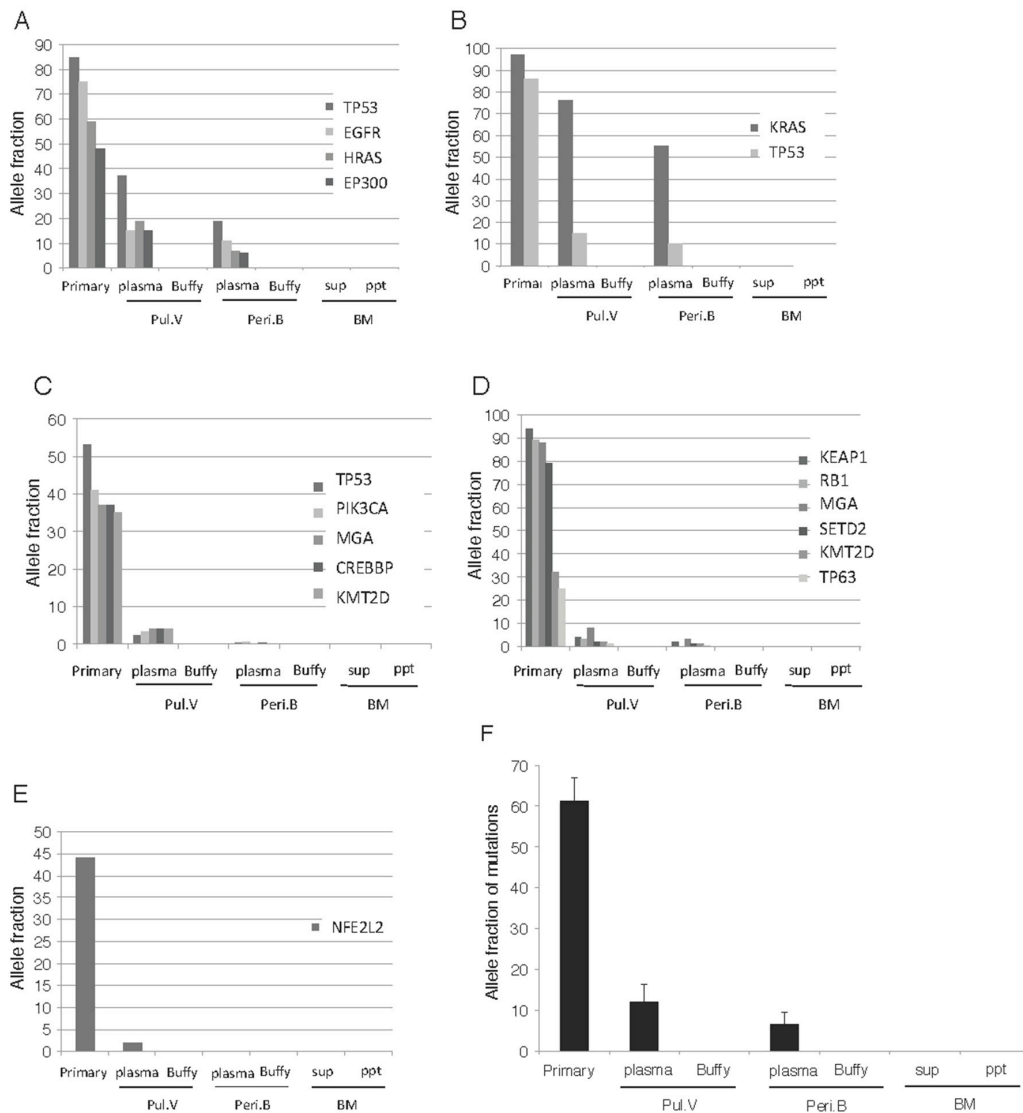 A
Allele fraction
90
80
70
60
50
40
30
20
10
0
TP53
EGFR
HRAS
EP300
Primary plasma Buffy plasma Buffy sup ppt
Pul.V Peri.B BM
B
Allele fraction
100
90
80
70
60
50
40
30
20
10
0
KRAS
TP53
Primar plasma Buffy plasma Buffy sup ppt
Pul.V Peri.B BM
C
Allele fraction
60
50
40
30
20
10
0
TP53
PIK3CA
MGA
CREBBP
KMT2D
Primary plasma Buffy plasma Buffy sup ppt
Pul.V Peri.B BM
D
Allele fraction
100
90
80
70
60
50
40
30
20
10
0
KEAP1
RB1
MGA
SETD2
KMT2D
TP63
Primary plasma Buffy plasma Buffy sup ppt
Pul.V Peri.B BM
E
Allele fraction
50
45
40
35
30
25
20
15
10
5
0
NFE2L2
Primary plasma Buffy plasma Buffy sup ppt
Pul.V Peri.B BM
F
Allele fraction of mutations
70
60
50
40
30
20
10
0
Primary plasma Buffy plasma Buffy sup ppt
Pul.V Peri.B BM